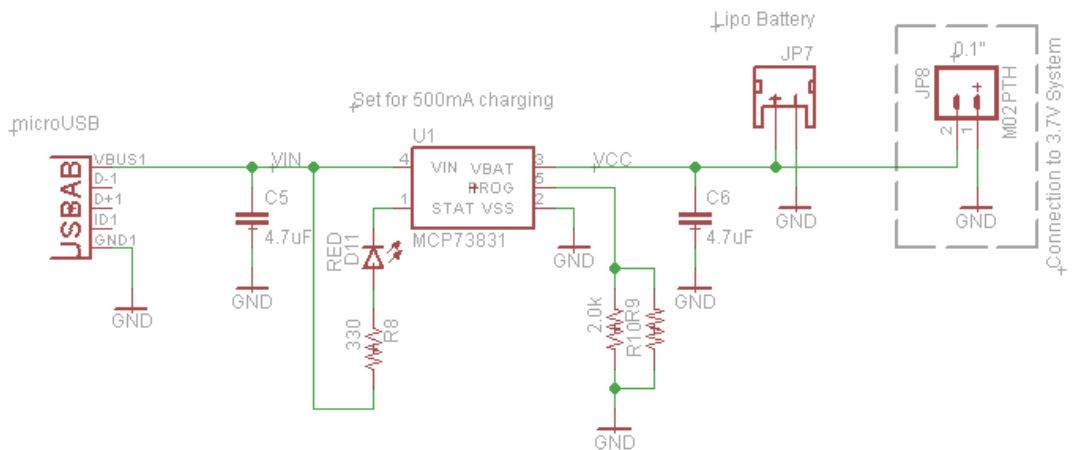 Lipo Battery
JP7
0.1"
JP8
M02PTH
2
1
GND
Connection to 3.7V System
Set for 500mA charging
microUSB
USBAB
VBUS1
D-1
D+1
ID1
GND1
GND
VIN
C5
4.7uF
GND
U1
4
VIN
VBAT
3
PROG
5
1
STAT
VSS
2
MCP73831
GND
RED
D11
330
R8
VCC
C6
4.7uF
GND
GND
2.0k
R10
R9
GND